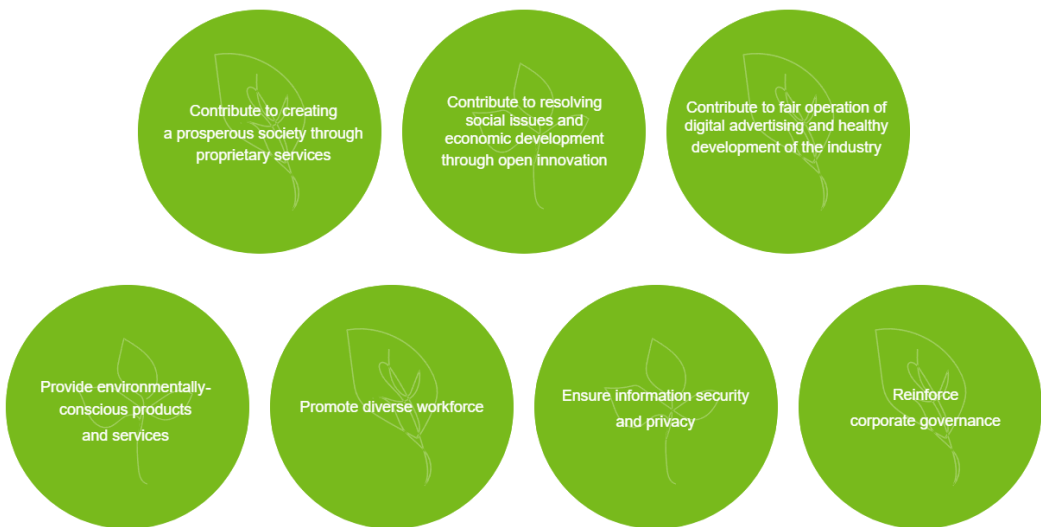 Contribute to creating
a prosperous society through
proprietary services
Contribute to resolving
social issues and
economic development
through open innovation
Contribute to fair operation of
digital advertising and healthy
development of the industry
Provide environmentally-
conscious products
and services
Promote diverse workforce
Ensure information security
and privacy
Reinforce
corporate governance